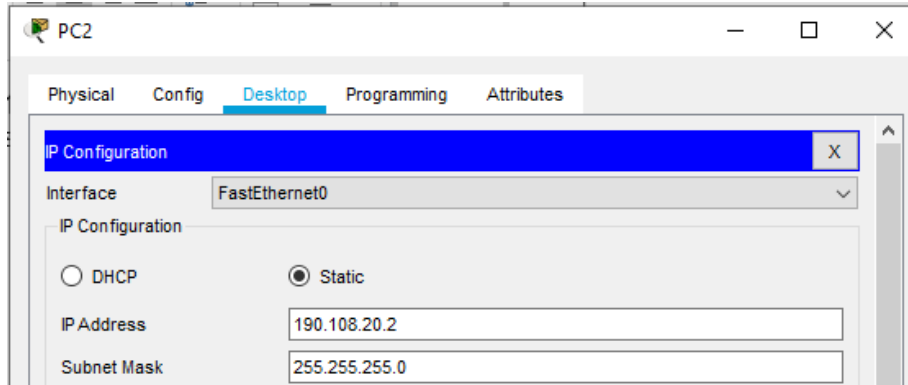 PC2
Physical Config Desktop Programming Attributes
IP Configuration X
Interface FastEthernet0
IP Configuration
DHCP Static
IP Address 190.108.20.2
Subnet Mask 255.255.255.0